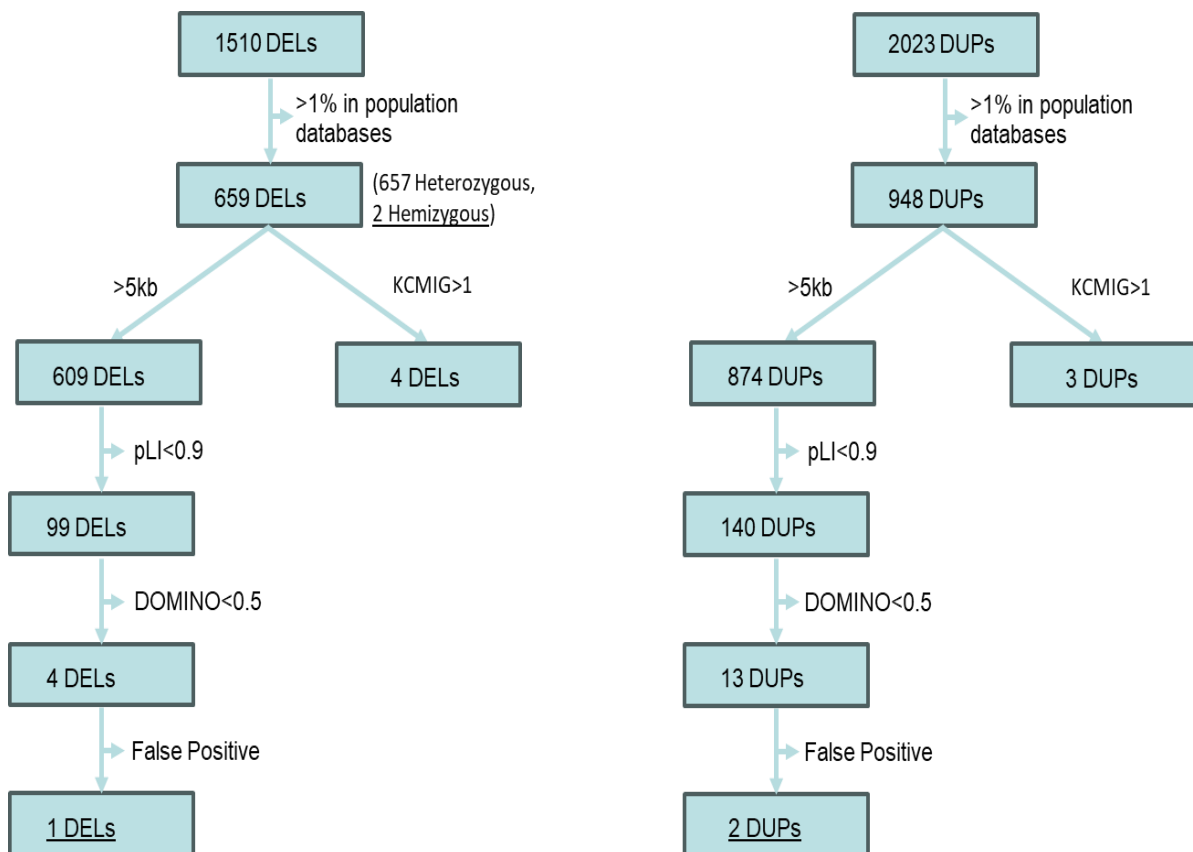 1510 DELs
>1% in population
databases
659 DELs
(657 Heterozygous,
2 Hemizygous)
>5kb
KCMIG>1
609 DELs
4 DELs
pLI<0.9
99 DELs
DOMINO<0.5
4 DELs
False Positive
1 DELs
2023 DUPs
>1% in population
databases
948 DUPs
>5kb
KCMIG>1
874 DUPs
3 DUPs
pLI<0.9
140 DUPs
DOMINO<0.5
13 DUPs
False Positive
2 DUPs